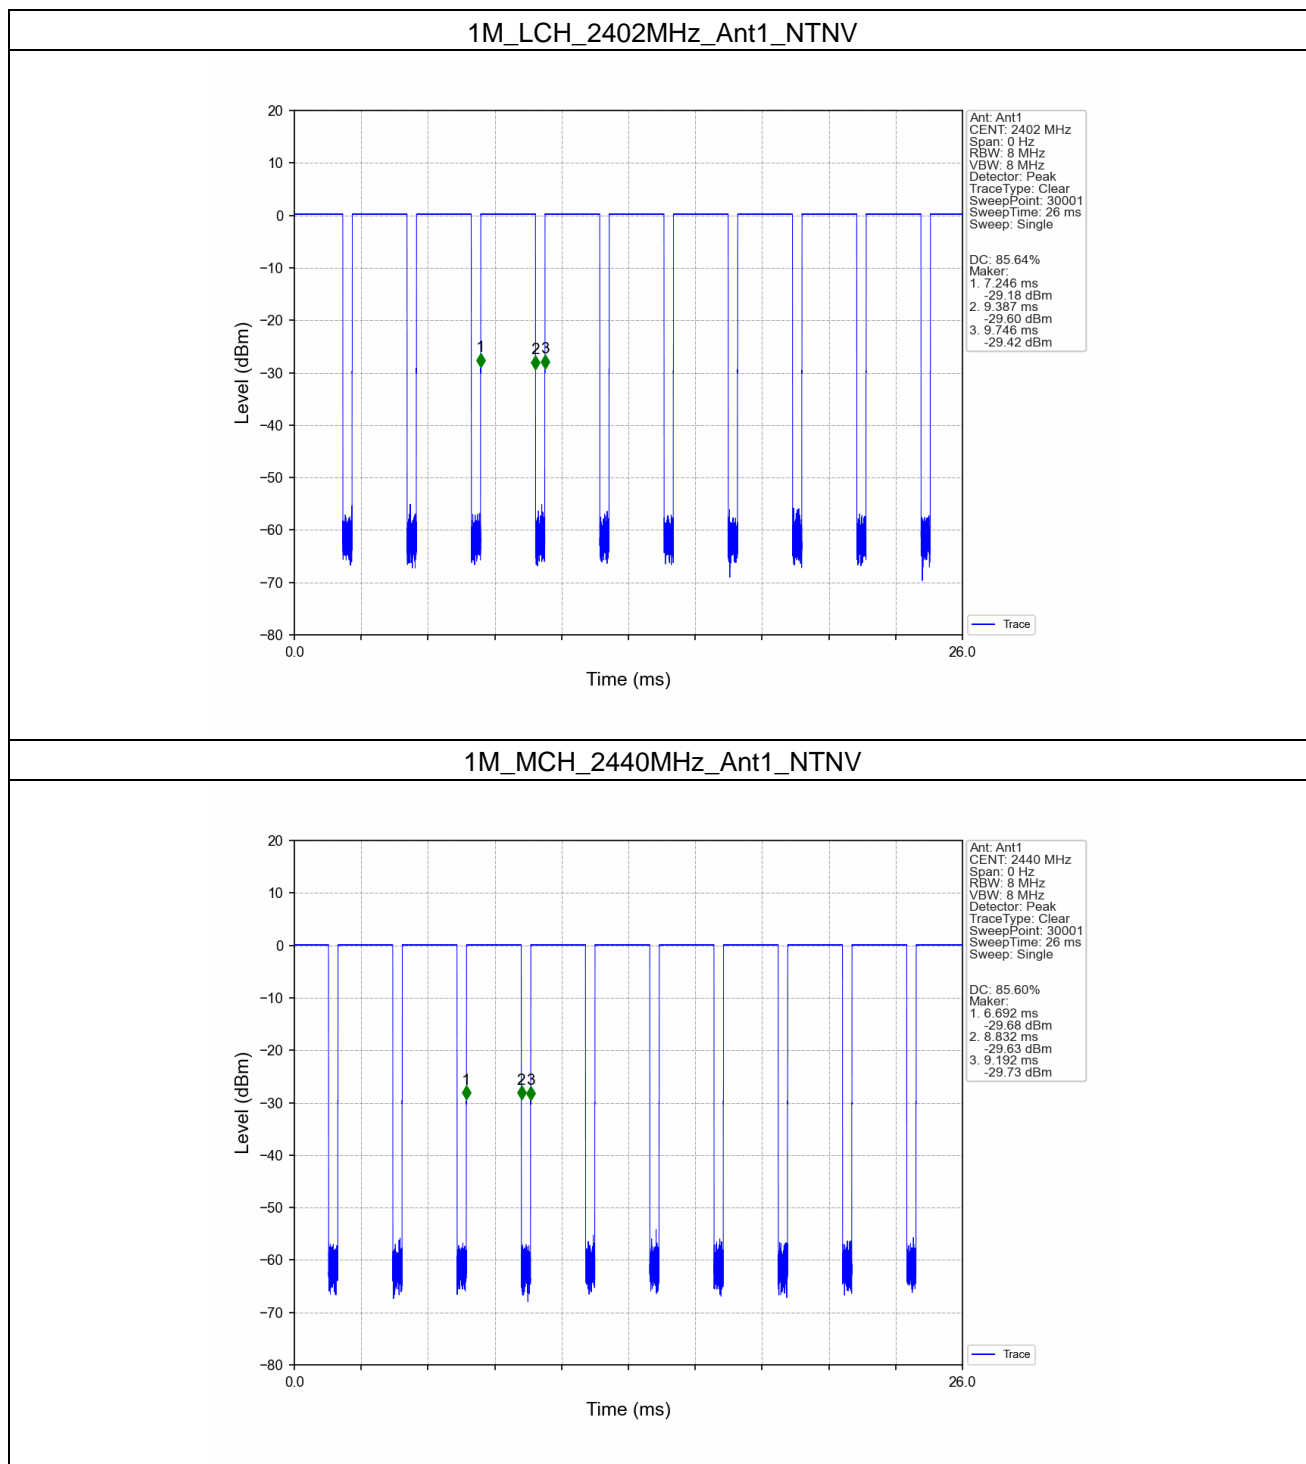 1M_LCH_2402MHz_Ant1_NTNV
20
10
0
−10
−20
−30
−40
−50
−60
−70
−80
Level (dBm)
1
2
3
0.0
26.0
Time (ms)
Ant: Ant1
CENT: 2402 MHz
Span: 0 Hz
RBW: 8 MHz
VBW: 8 MHz
Detector: Peak
TraceType: Clear
SweepPoint: 30001
SweepTime: 26 ms
Sweep: Single
DC: 85.64%
Maker:
1. 7.246 ms
-29.18 dBm
2. 9.387 ms
-29.60 dBm
3. 9.746 ms
-29.42 dBm
Trace
1M_MCH_2440MHz_Ant1_NTNV
20
10
0
−10
−20
−30
−40
−50
−60
−70
−80
Level (dBm)
1
2
3
0.0
26.0
Time (ms)
Ant: Ant1
CENT: 2440 MHz
Span: 0 Hz
RBW: 8 MHz
VBW: 8 MHz
Detector: Peak
TraceType: Clear
SweepPoint: 30001
SweepTime: 26 ms
Sweep: Single
DC: 85.60%
Maker:
1. 6.692 ms
-29.68 dBm
2. 8.832 ms
-29.63 dBm
3. 9.192 ms
-29.73 dBm
Trace